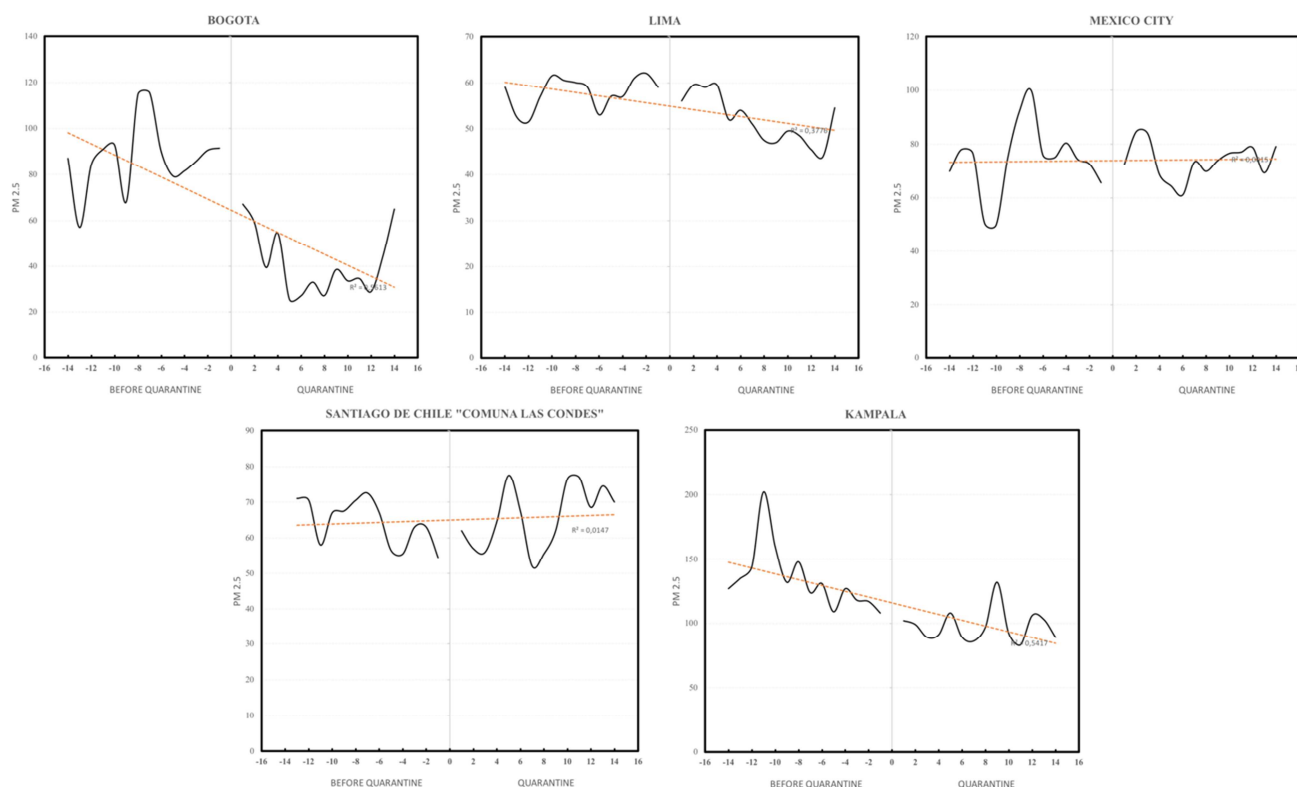 BOGOTA
140
120
100
80
60
40
20
0
PM 2.5
R² = 0,5613
-16 -14 -12 -10 -8 -6 -4 -2 0 2 4 6 8 10 12 14 16
BEFORE QUARANTINE QUARANTINE
LIMA
70
60
50
40
30
20
10
0
PM 2.5
R² = 0,3776
-16 -14 -12 -10 -8 -6 -4 -2 0 2 4 6 8 10 12 14 16
BEFORE QUARANTINE QUARANTINE
MEXICO CITY
120
100
80
60
40
20
0
PM 2.5
R² = 0,0015
-16 -14 -12 -10 -8 -6 -4 -2 0 2 4 6 8 10 12 14 16
BEFORE QUARANTINE QUARANTINE
SANTIAGO DE CHILE "COMUNA LAS CONDES"
90
80
70
60
50
40
30
20
10
0
PM 2.5
R² = 0,0147
-16 -14 -12 -10 -8 -6 -4 -2 0 2 4 6 8 10 12 14 16
BEFORE QUARANTINE QUARANTINE
KAMPALA
250
200
150
100
50
0
PM 2.5
R² = 0,5417
-16 -14 -12 -10 -8 -6 -4 -2 0 2 4 6 8 10 12 14 16
BEFORE QUARANTINE QUARANTINE